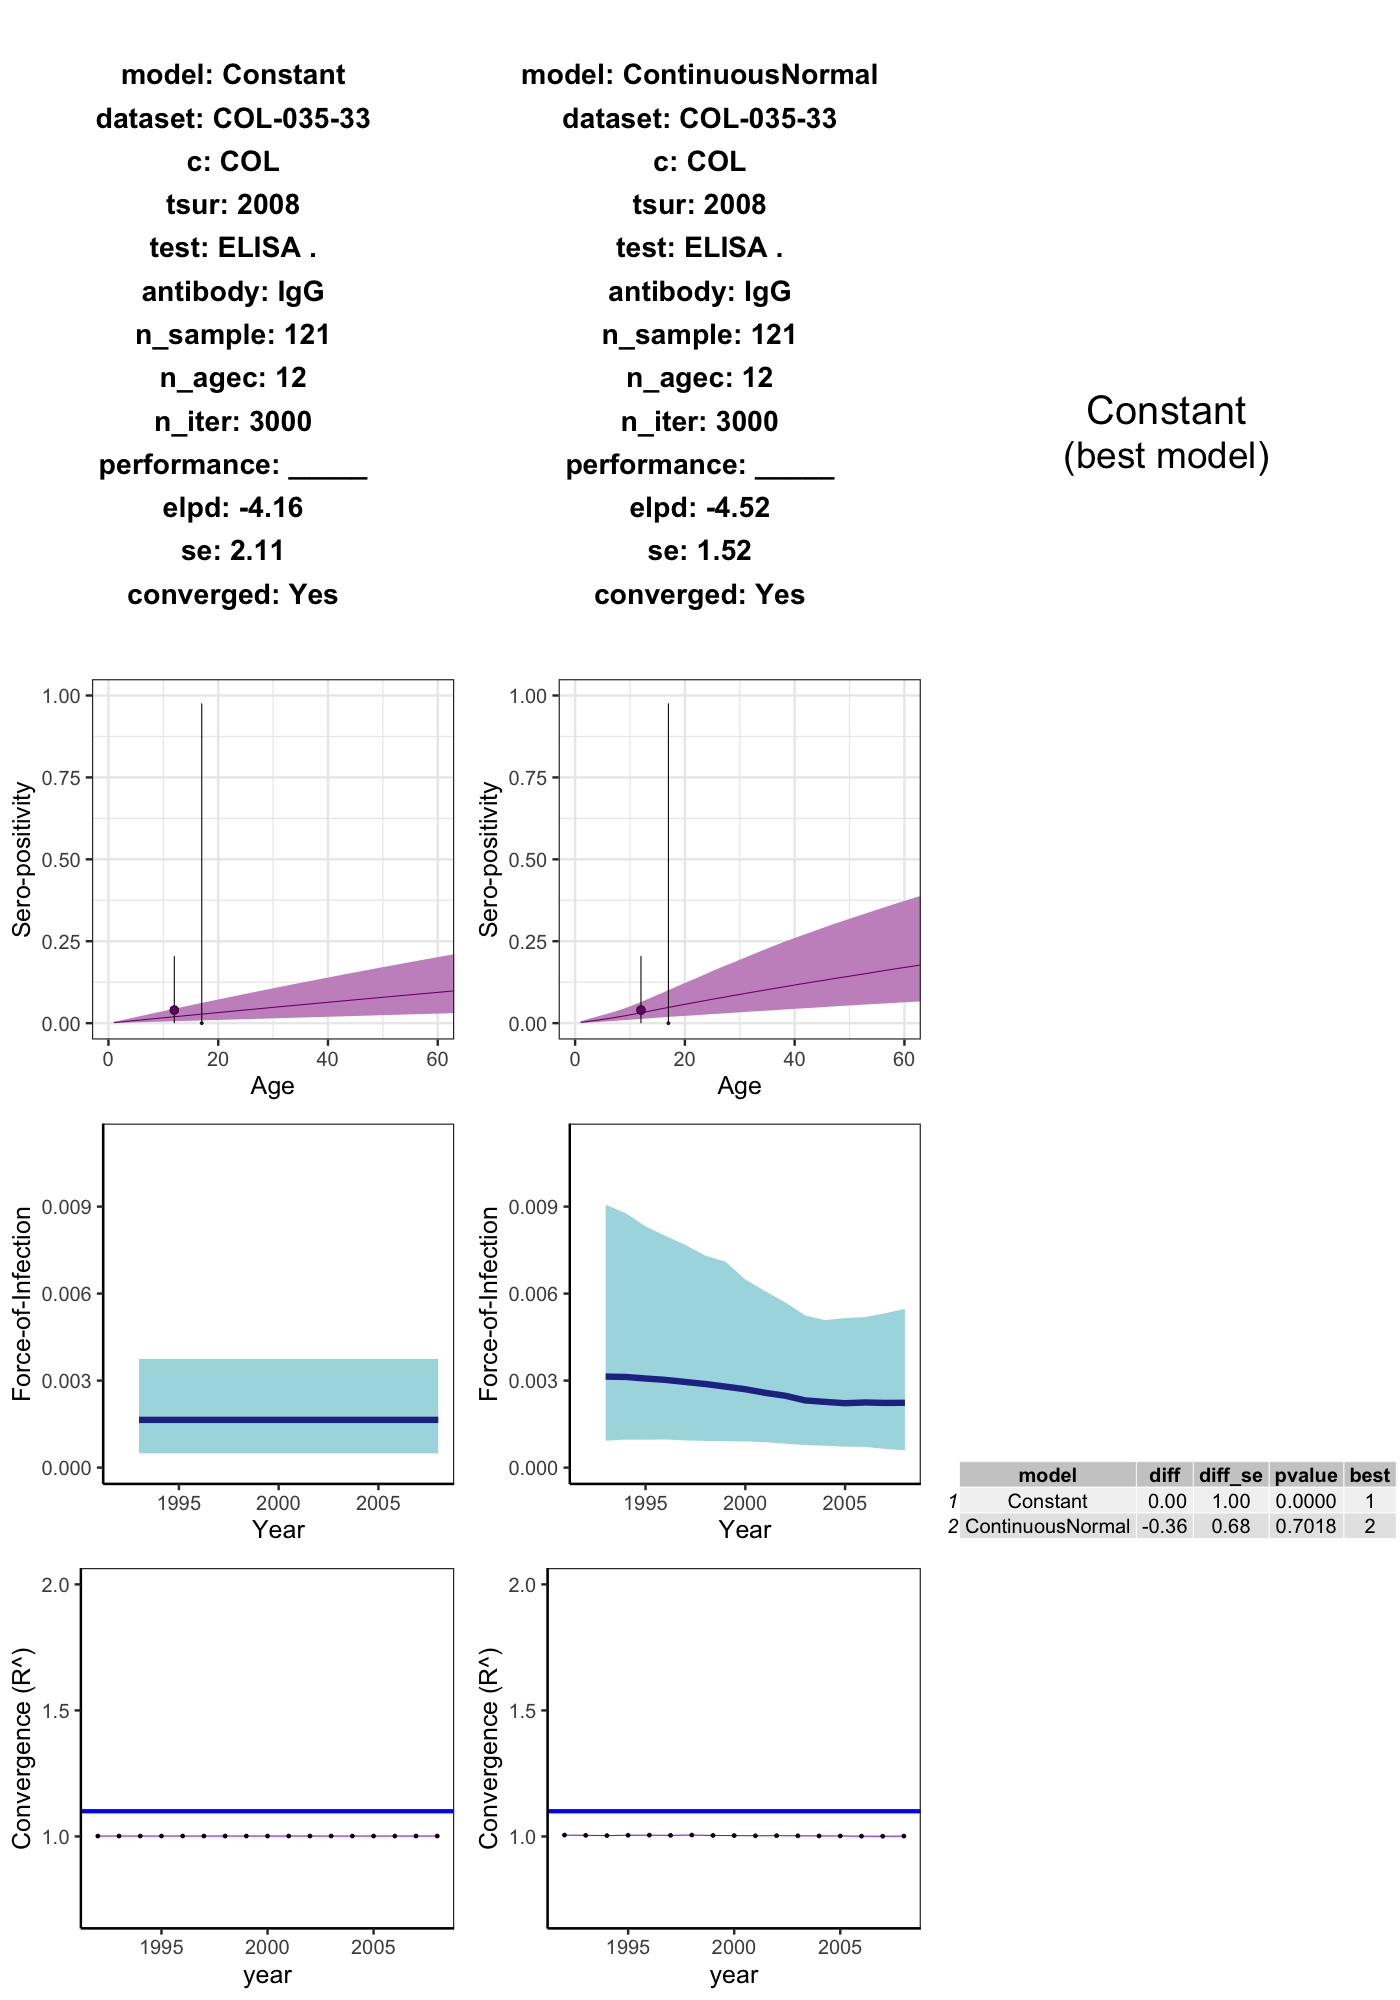 model: Constant
dataset: COL-035-33
c: COL
tsur: 2008
test: ELISA .
antibody: IgG
n_sample: 121
n_agec: 12
n_iter: 3000
performance: _____
elpd: -4.16
se: 2.11
converged: Yes
model: ContinuousNormal
dataset: COL-035-33
c: COL
tsur: 2008
test: ELISA .
antibody: IgG
n_sample: 121
n_agec: 12
n_iter: 3000
performance: _____
elpd: -4.52
se: 1.52
converged: Yes
Constant
(best model)
Sero-positivity
1.00
0.75
0.50
0.25
0.00
0 20 40 60
Age
Sero-positivity
1.00
0.75
0.50
0.25
0.00
0 20 40 60
Age
Force-of-Infection
0.009
0.006
0.003
0.000
1995 2000 2005
Year
Force-of-Infection
0.009
0.006
0.003
0.000
1995 2000 2005
Year
model diff diff_se pvalue best
1 Constant 0.00 1.00 0.0000 1
2 ContinuousNormal -0.36 0.68 0.7018 2
Convergence (R^)
2.0
1.5
1.0
1995 2000 2005
year
Convergence (R^)
2.0
1.5
1.0
1995 2000 2005
year